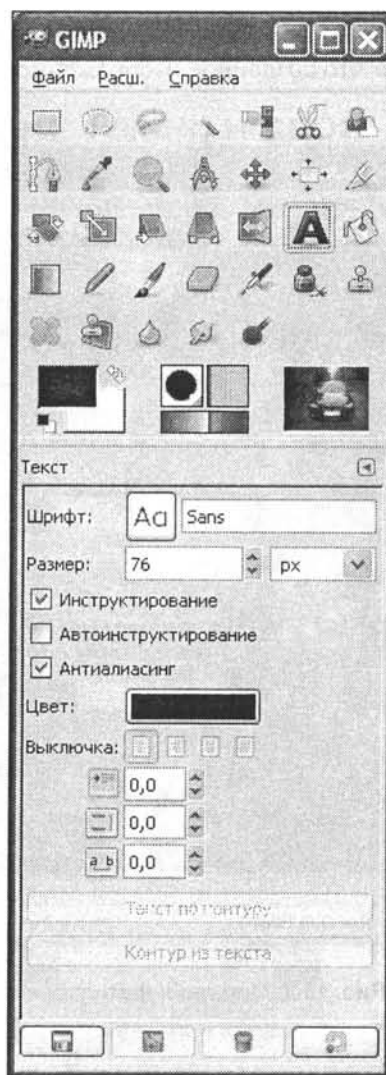 GIMP
Файл Расш. Справка
Текст
Шрифт: Aa Sans
Размер: 76 px
Инструктирование
Автоинструктирование
Антиалиасинг
Цвет:
Выключка:
0,0
0,0
a b 0,0
Текст по контуру
Контур из текста